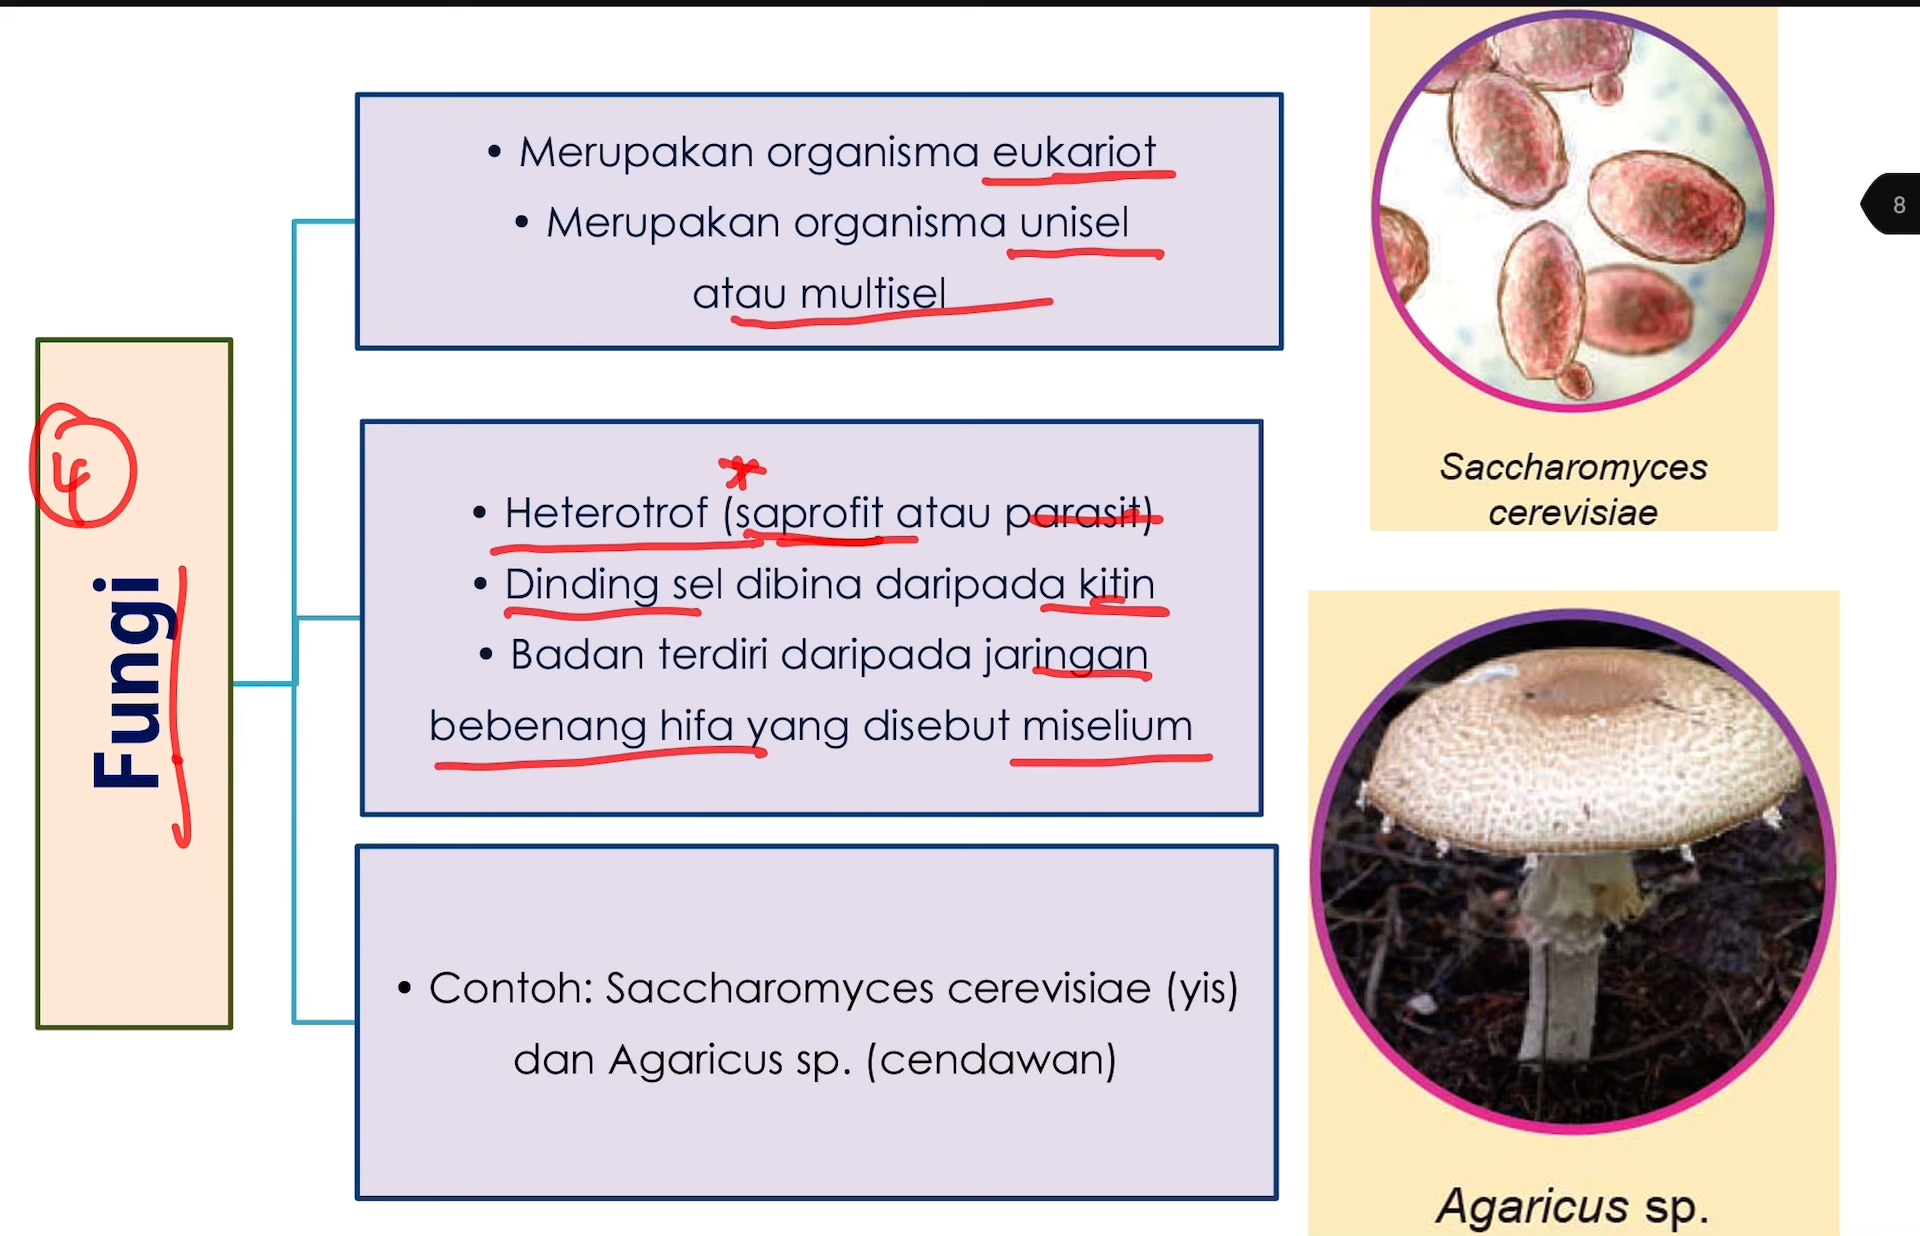 ④
Fungi
• Merupakan organisma eukariot
• Merupakan organisma unisel
atau multisel
*
• Heterotrof (saprofit atau parasit)
• Dinding sel dibina daripada kitin
• Badan terdiri daripada jaringan
bebenang hifa yang disebut miselium
• Contoh: Saccharomyces cerevisiae (yis)
dan Agaricus sp. (cendawan)
Saccharomyces
cerevisiae
Agaricus sp.
8